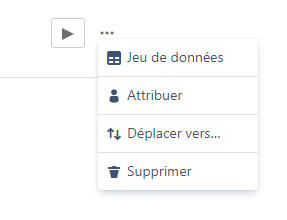 Jeu de données
Attribuer
Déplacer vers...
Supprimer